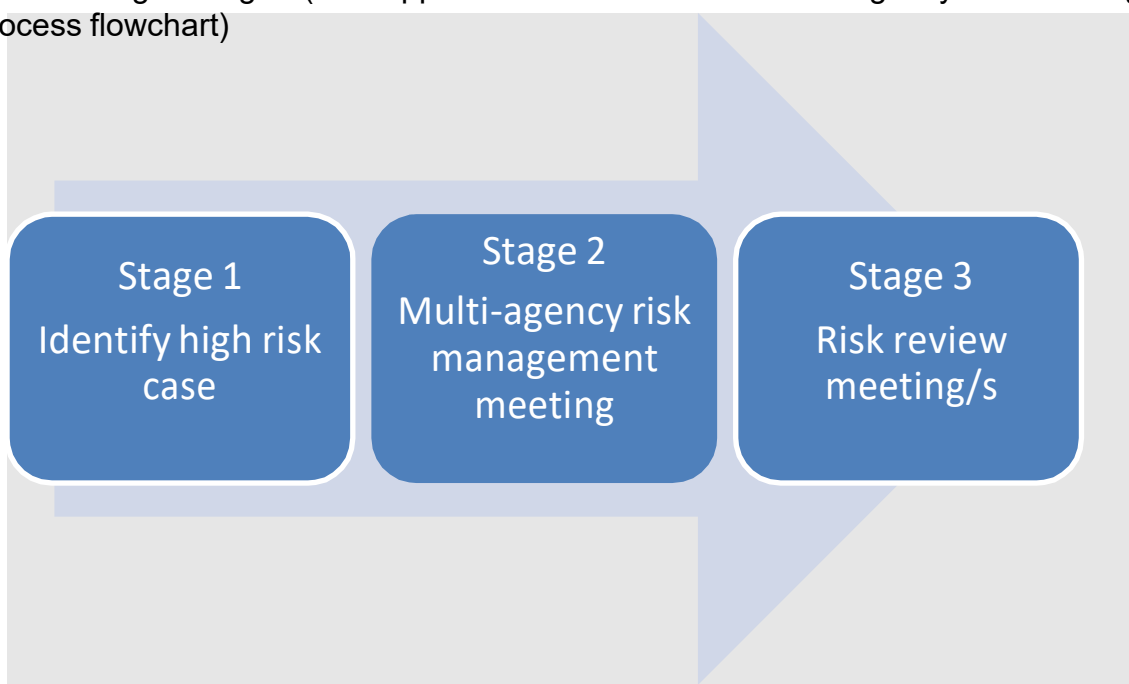 ocess flowchart)
Stage 1
Identify high risk
case
Stage 2
Multi-agency risk
management
meeting
Stage 3
Risk review
meeting/s